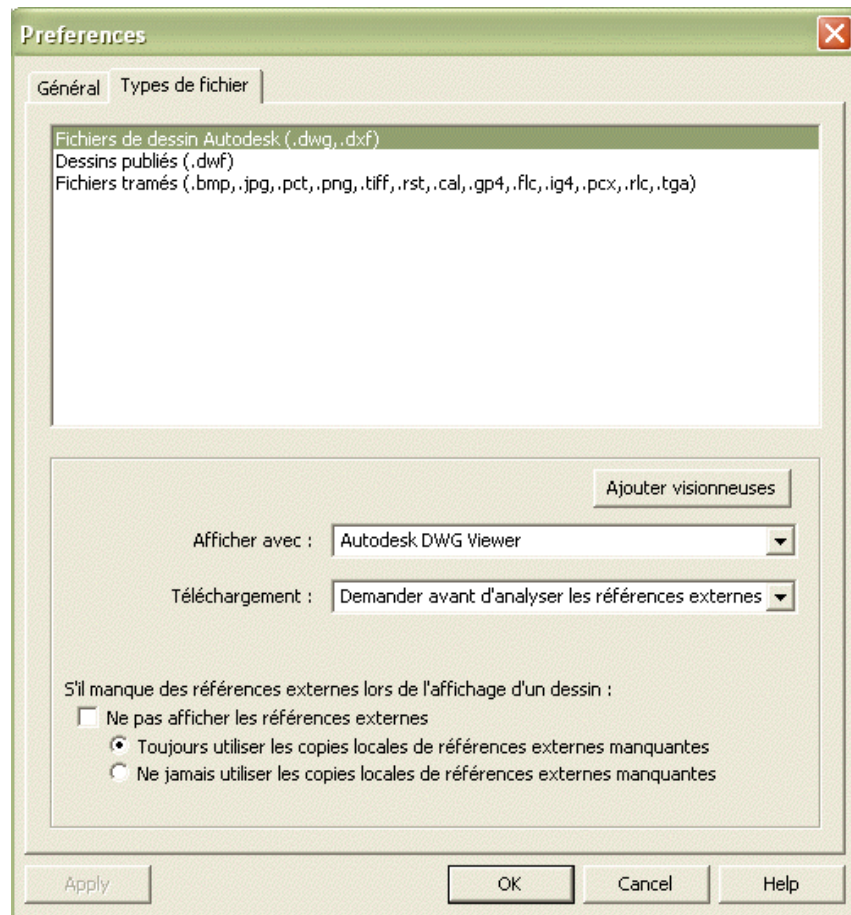 Preferences
Général Types de fichier
Fichiers de dessin Autodesk (.dwg,.dxf)
Dessins publiés (.dwf)
Fichiers tramés (.bmp,.jpg,.pct,.png,.tiff,.rst,.cal,.gp4,.flc,.ig4,.pcx,.rlc,.tga)
Ajouter visionneuses
Afficher avec : Autodesk DWG Viewer
Téléchargement : Demander avant d'analyser les références externes
S'il manque des références externes lors de l'affichage d'un dessin :
Ne pas afficher les références externes
Toujours utiliser les copies locales de références externes manquantes
Ne jamais utiliser les copies locales de références externes manquantes
Apply OK Cancel Help